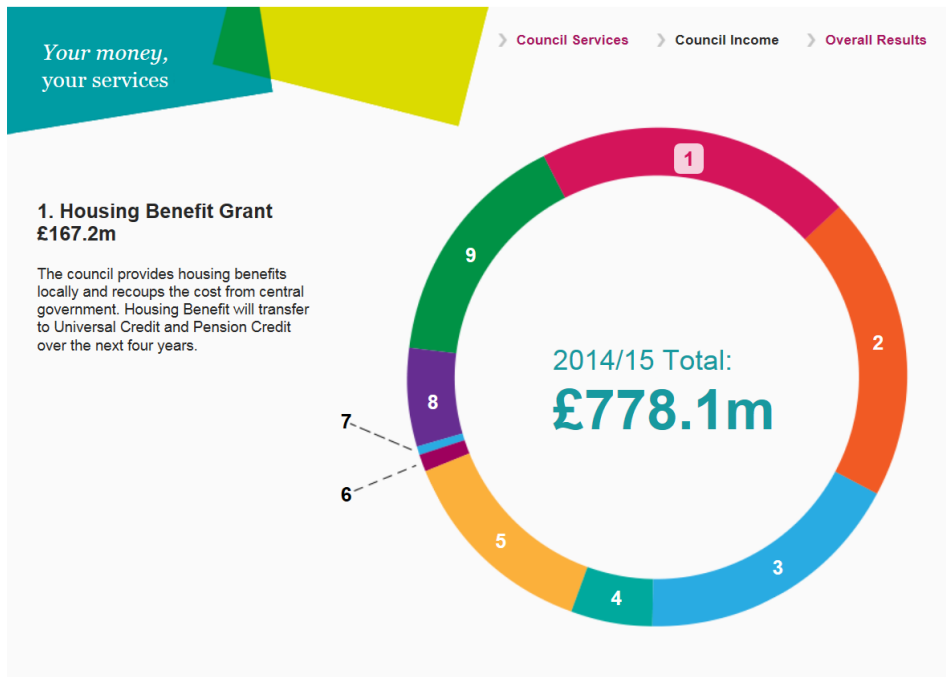 Your money,
your services
Council Services
Council Income
Overall Results
1. Housing Benefit Grant
£167.2m
The council provides housing benefits
locally and recoups the cost from central
government. Housing Benefit will transfer
to Universal Credit and Pension Credit
over the next four years.
2014/15 Total:
£778.1m
1
2
3
4
5
6
7
8
9